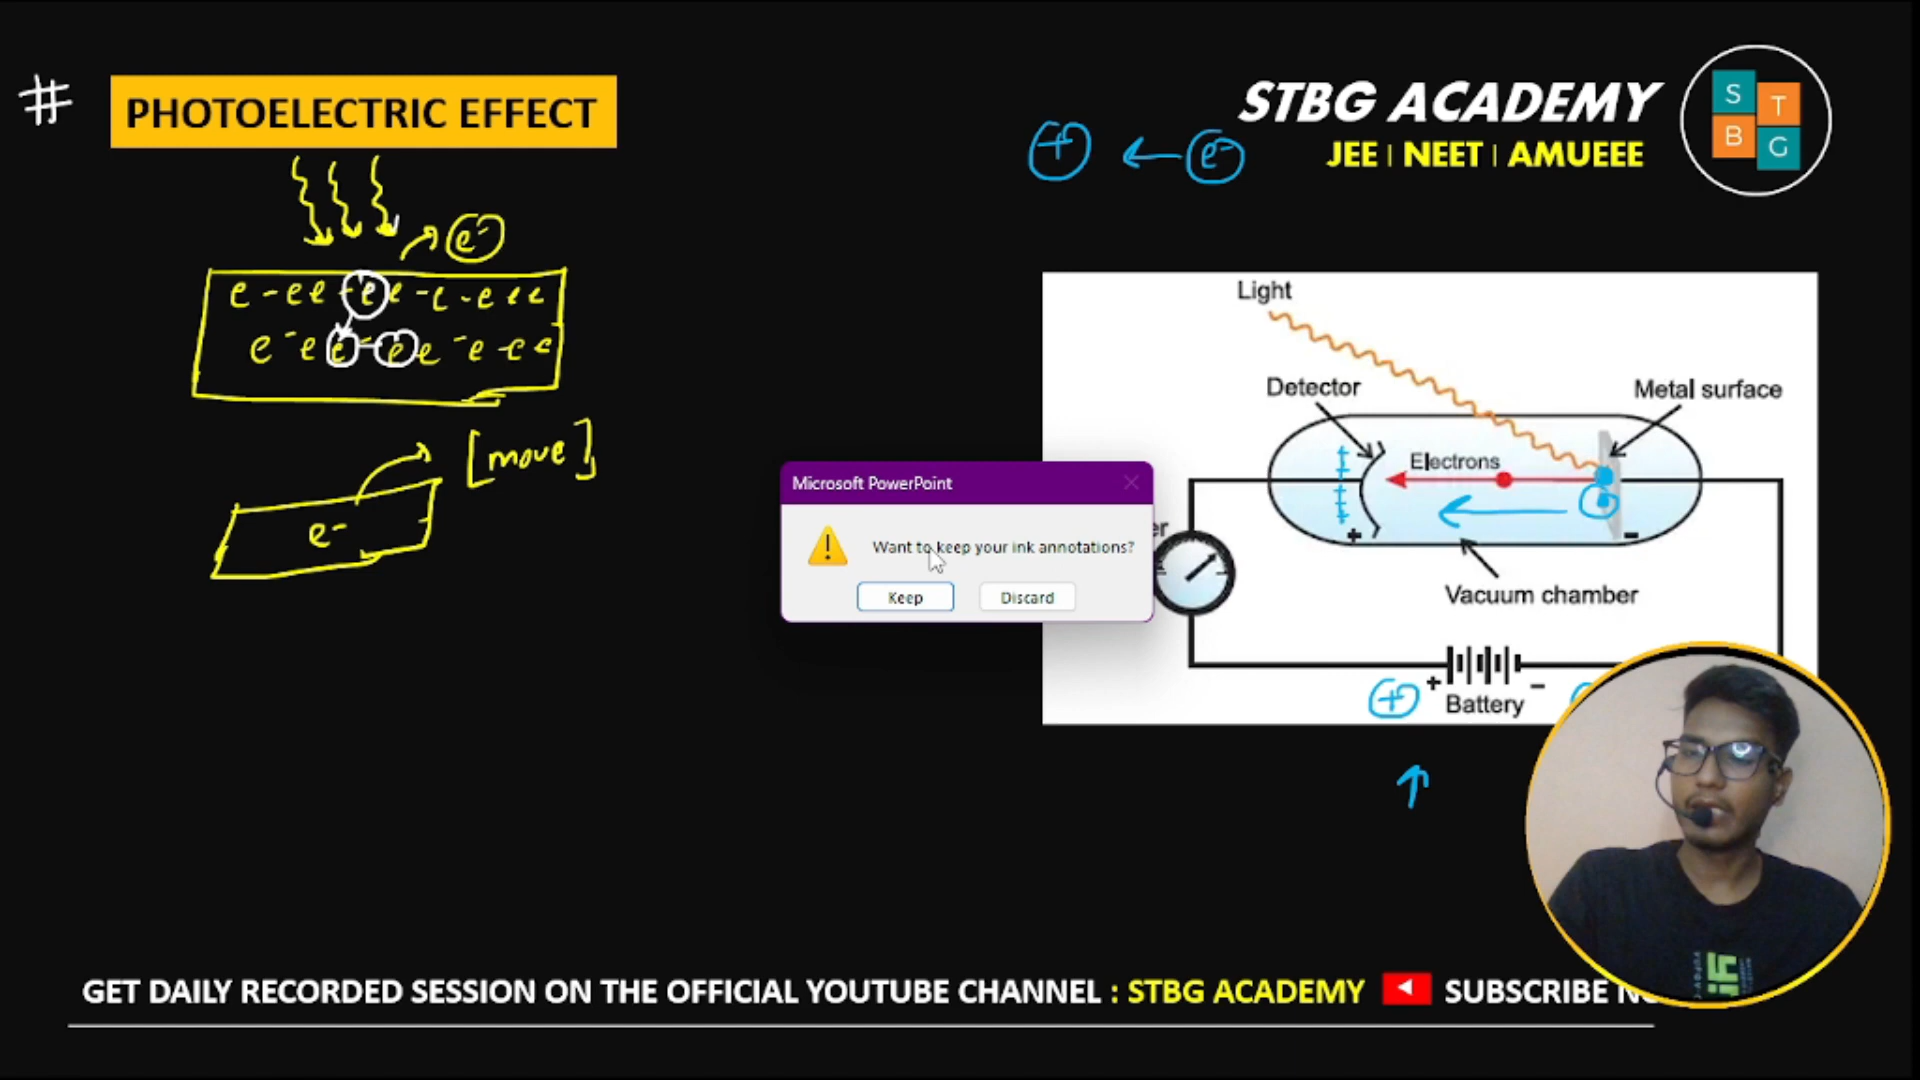 #
PHOTOELECTRIC EFFECT
STBG ACADEMY
JEE | NEET | AMUEEE
S T
B G
+ ← e-
e-
e - e e - e e - e - e e e
e - e e - e e - e - e e
[move]
e-
Light
Detector
Metal surface
Electrons
+ -
Vacuum chamber
er
+ + -
Battery
Microsoft PowerPoint
Want to keep your ink annotations?
Keep Discard
GET DAILY RECORDED SESSION ON THE OFFICIAL YOUTUBE CHANNEL : STBG ACADEMY SUBSCRIBE